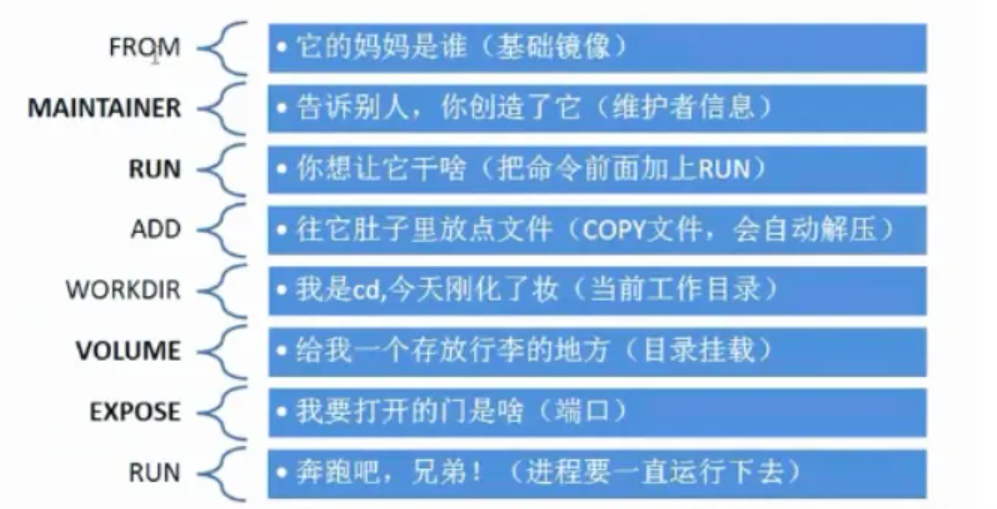 FROM • 它的妈妈是谁（基础镜像）
MAINTAINER • 告诉别人，你创造了它（维护者信息）
RUN • 你想让它干啥（把命令前面加上RUN）
ADD • 往它肚子里放点文件（COPY文件，会自动解压）
WORKDIR • 我是cd,今天刚化了妆（当前工作目录）
VOLUME • 给我一个存放行李的地方（目录挂载）
EXPOSE • 我要打开的门是啥（端口）
RUN • 奔跑吧，兄弟！（进程要一直运行下去）